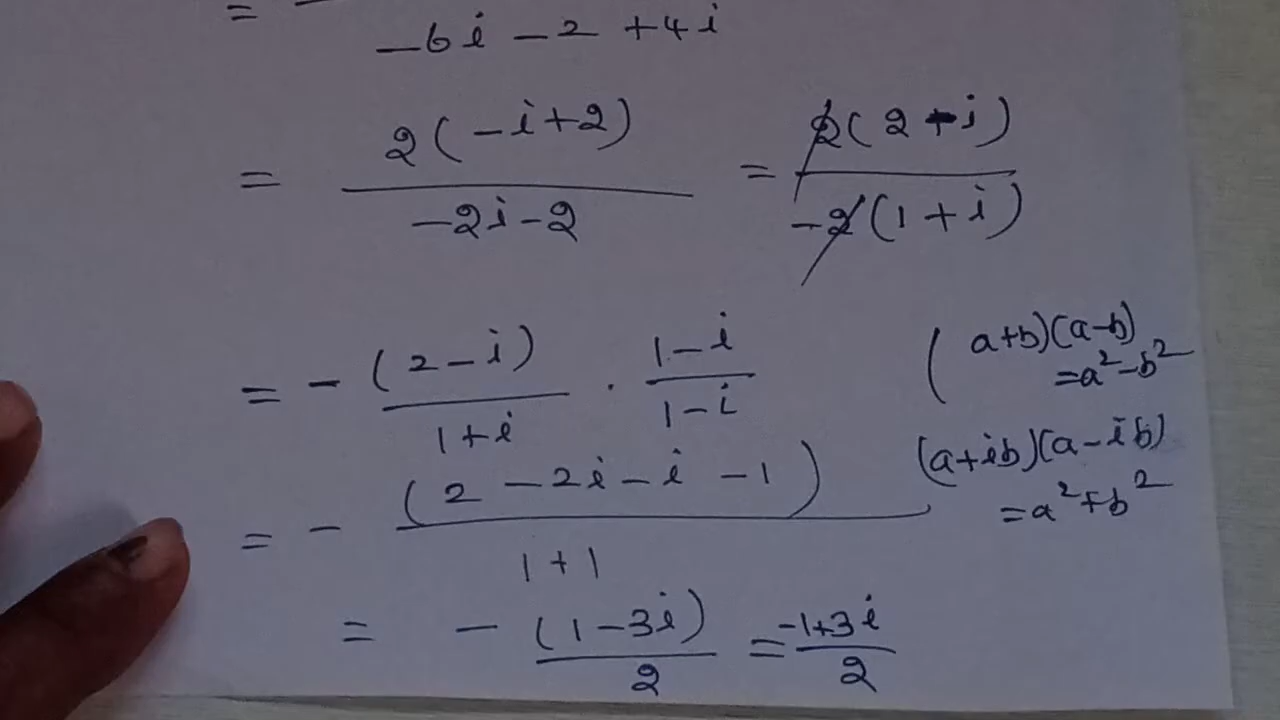 =
-6i - 2 + 4i
= 2(-i+2) / -2i-2 = 2(2-i) / -2(1+i)
= - (2-i) / 1+i . 1-i / 1-i
( a+b)(a-b)
=a²-b²
(a+ib)(a-ib)
=a²+b²
= - (2 - 2i - i - 1) / 1+1
= - (1-3i) / 2 = -1+3i / 2